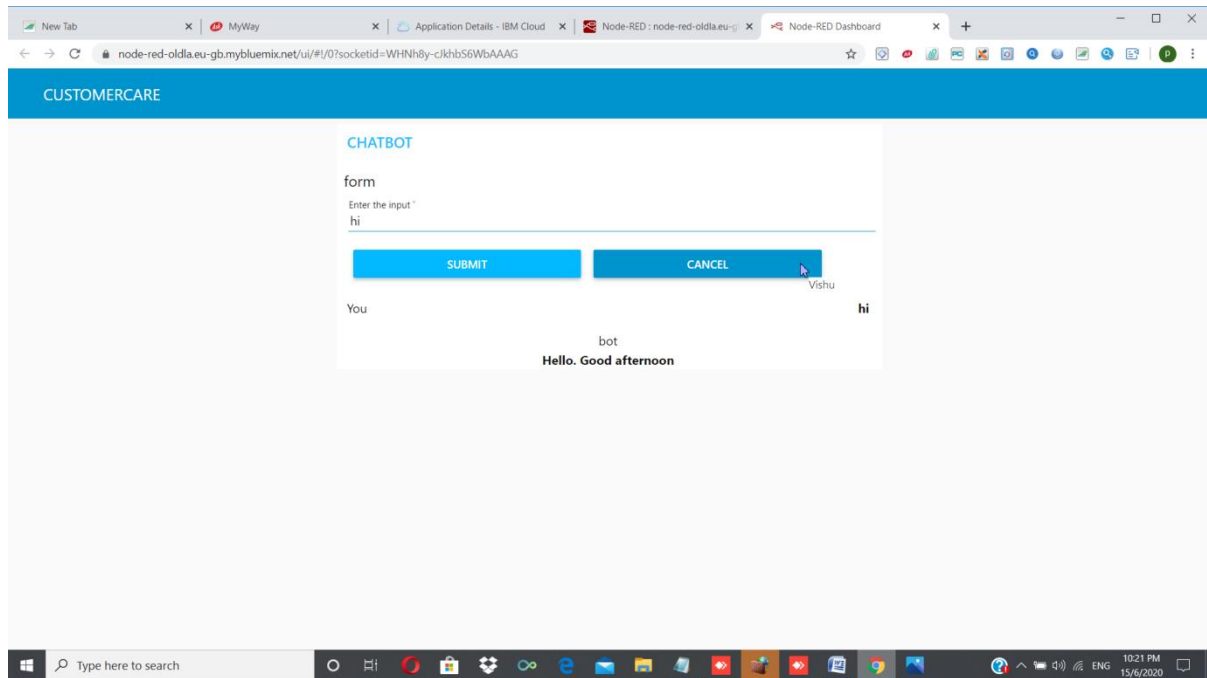 New Tab
MyWay
Application Details - IBM Cloud
Node-RED : node-red-oldla.eu-g
Node-RED Dashboard
node-red-oldla.eu-gb.mybluemix.net/ui/#!/0?socketid=WHNh8y-cJkhbS6WbAAAG
CUSTOMERCARE
CHATBOT
form
Enter the input *
hi
SUBMIT CANCEL
Vishu
You hi
bot
Hello. Good afternoon
Type here to search
ENG
10:21 PM
15/6/2020